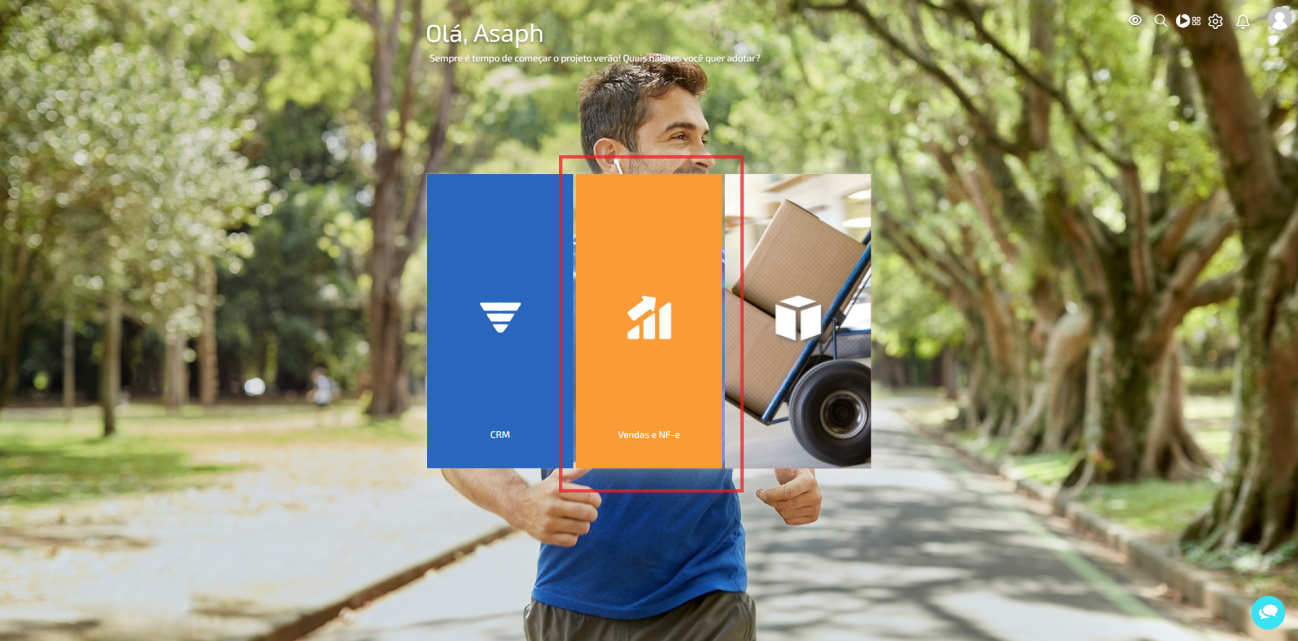 Olá, Asaph
Sempre é tempo de começar o projeto verão! Quais hábitos você quer adotar?
CRM
Vendas e NF-e